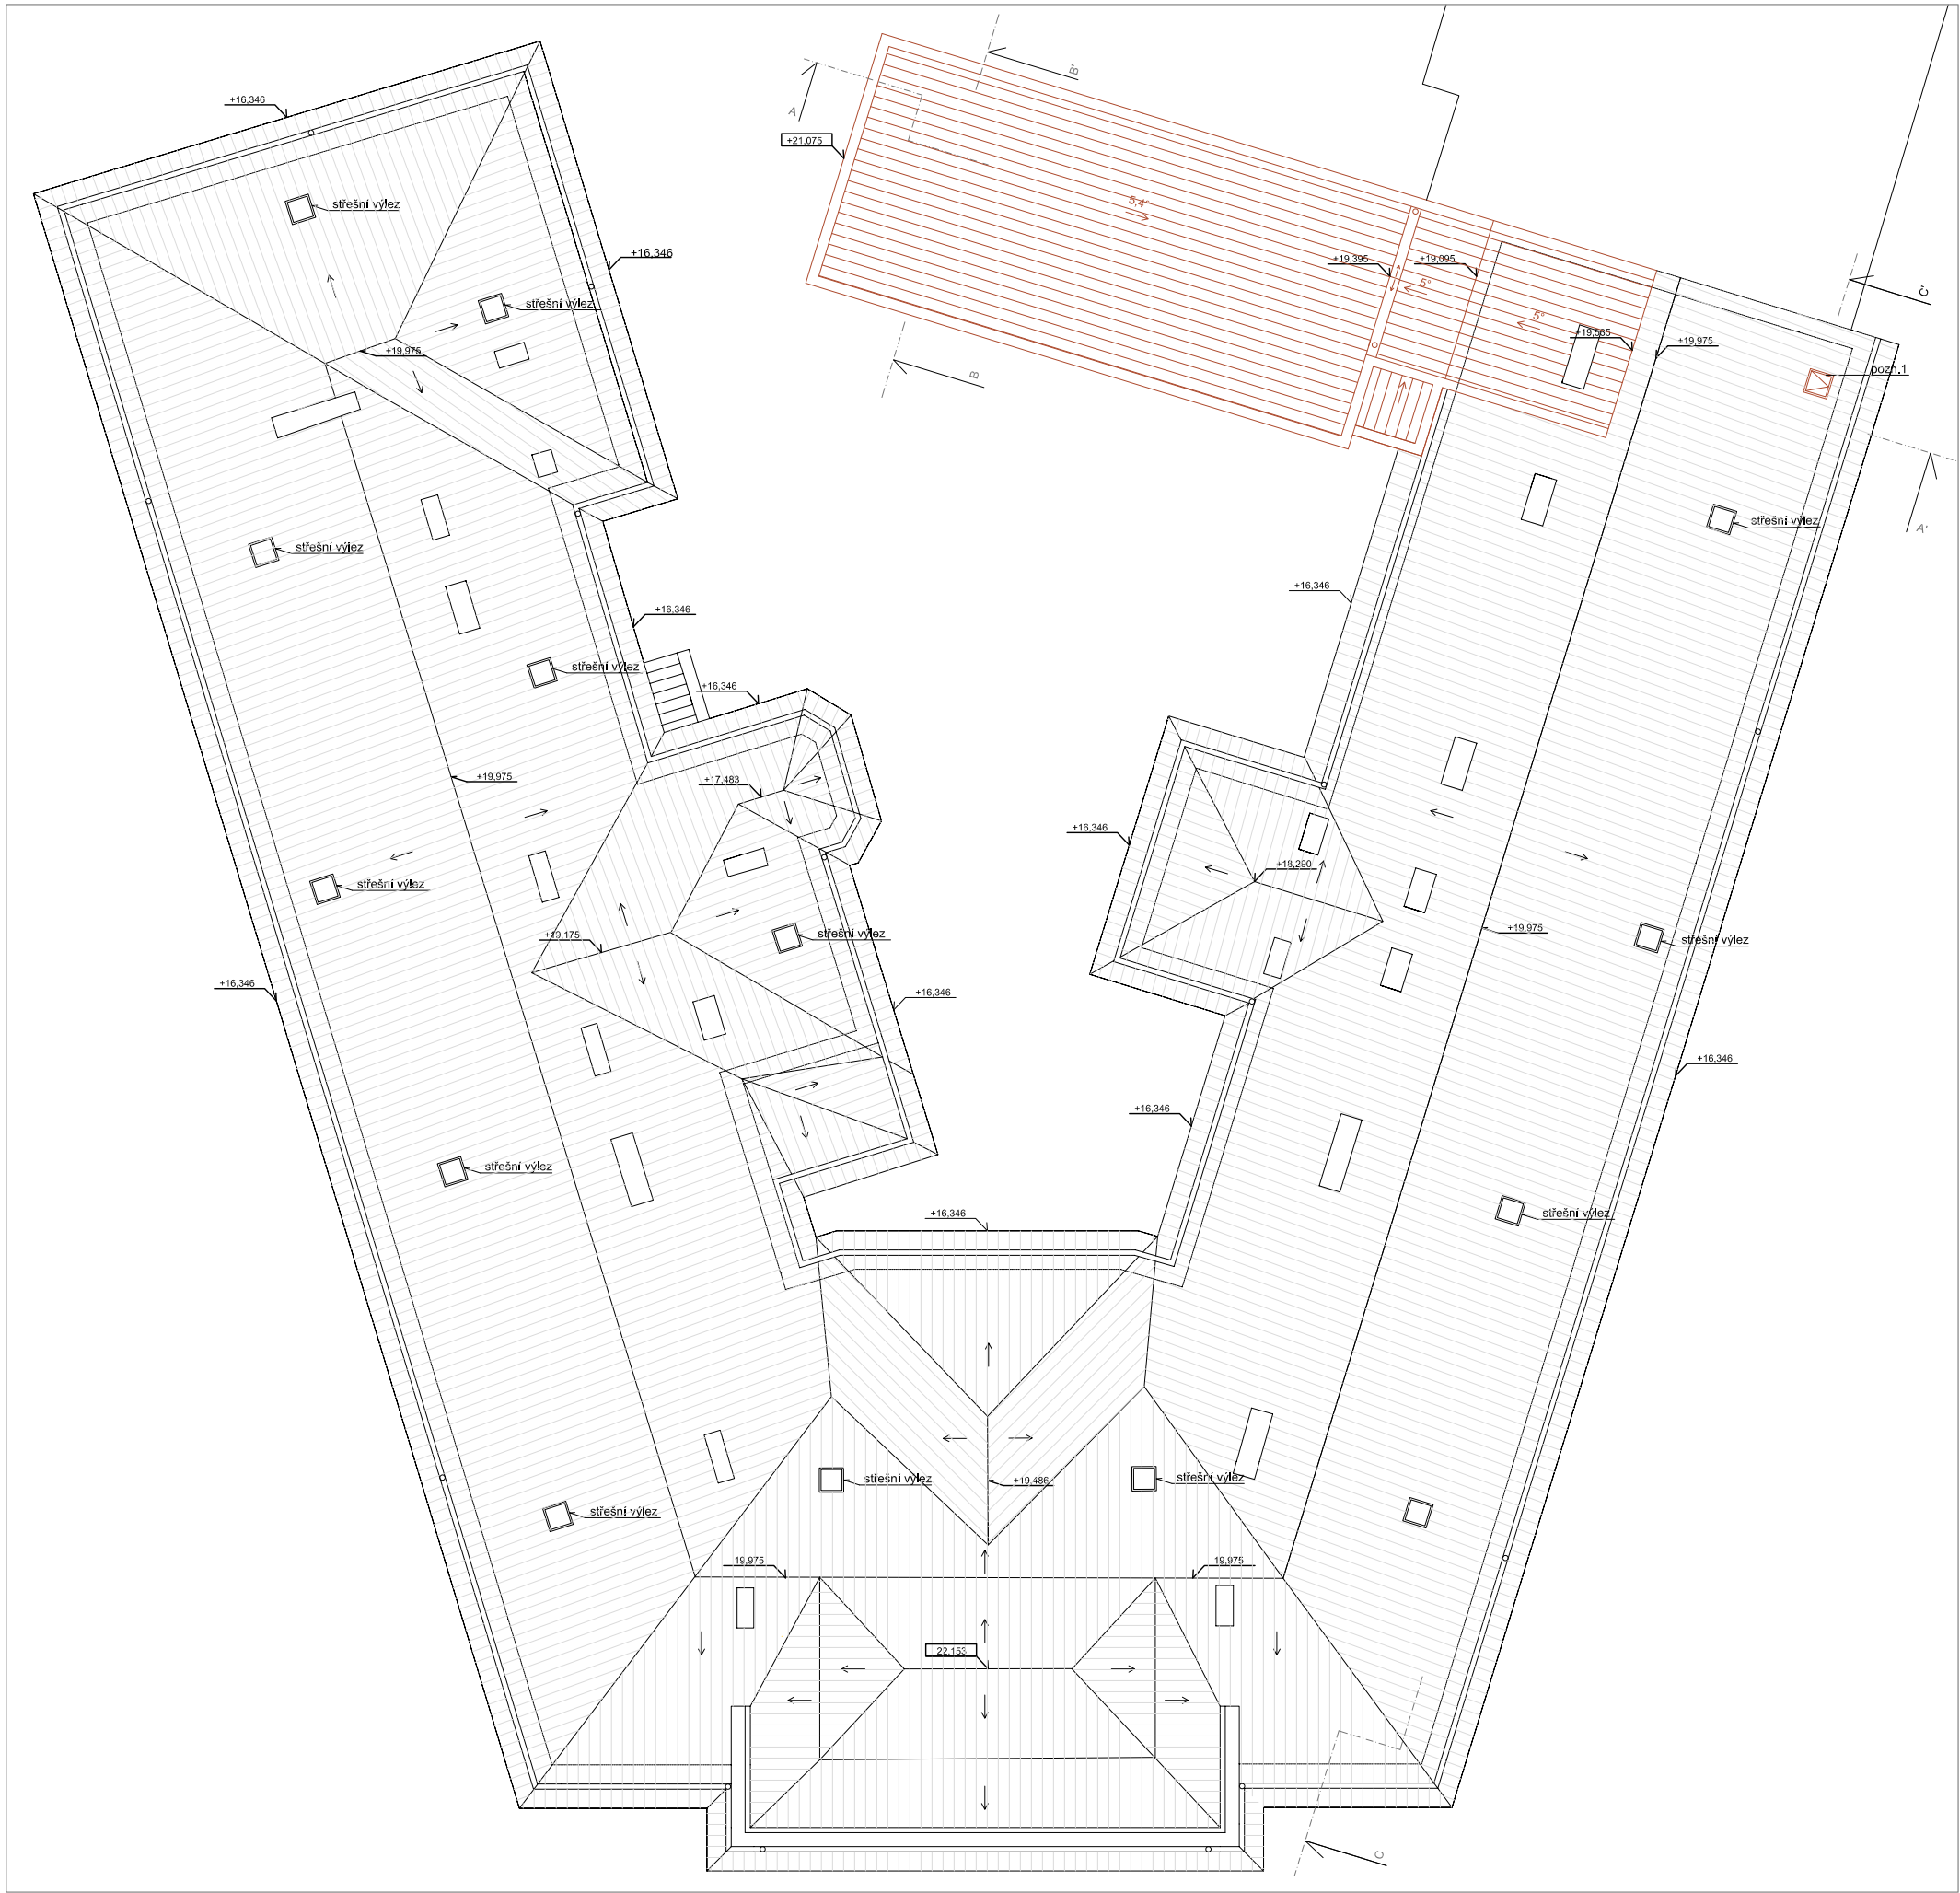 +16,346
B'
A
+21,075
střešní výlez
5,4°
+16,346
+19,395
+19,095
C'
5°
střešní výlez
5°
+19,565
+19,975
+19,975
pozn.1
B
střešní výlez
střešní výlez
A'
+16,346
+16,346
střešní výlez
+16,346
+19,975
+17,483
+16,346
+18,290
střešní výlez
+19,175
střešní výlez
+19,975
střešní výlez
+16,346
+16,346
+16,346
+16,346
střešní výlez
+16,346
střešní výlez
střešní výlez
střešní výlez
+19,486
střešní výlez
19,975
19,975
22,153
C